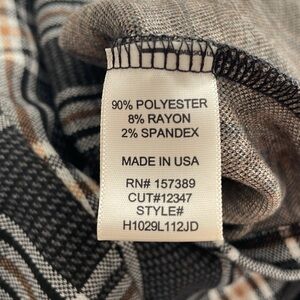 90% POLYESTER
8% RAYON
2% SPANDEX
MADE IN USA
RN# 157389
CUT#12347
STYLE#
H1029L112JD